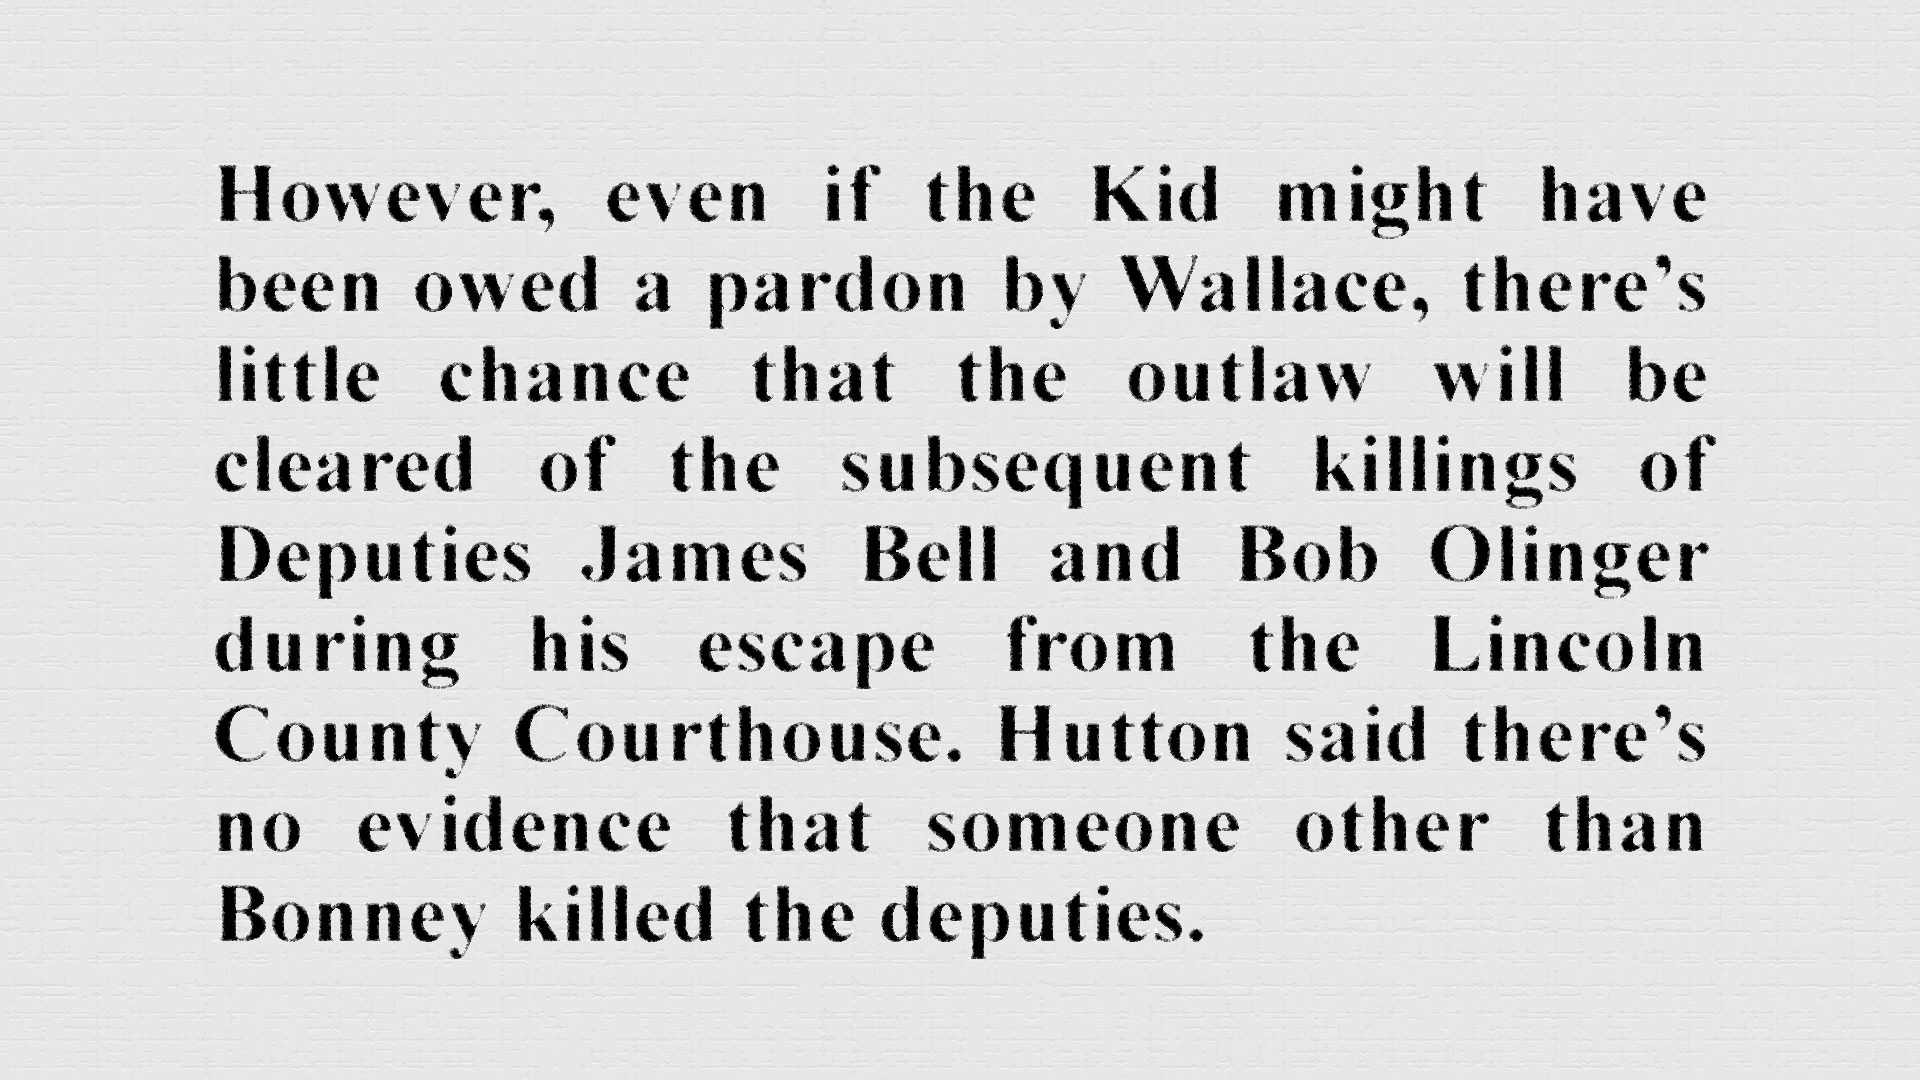 However, even if the Kid might have
been owed a pardon by Wallace, there’s
little chance that the outlaw will be
cleared of the subsequent killings of
Deputies James Bell and Bob Olinger
during his escape from the Lincoln
County Courthouse. Hutton said there’s
no evidence that someone other than
Bonney killed the deputies.